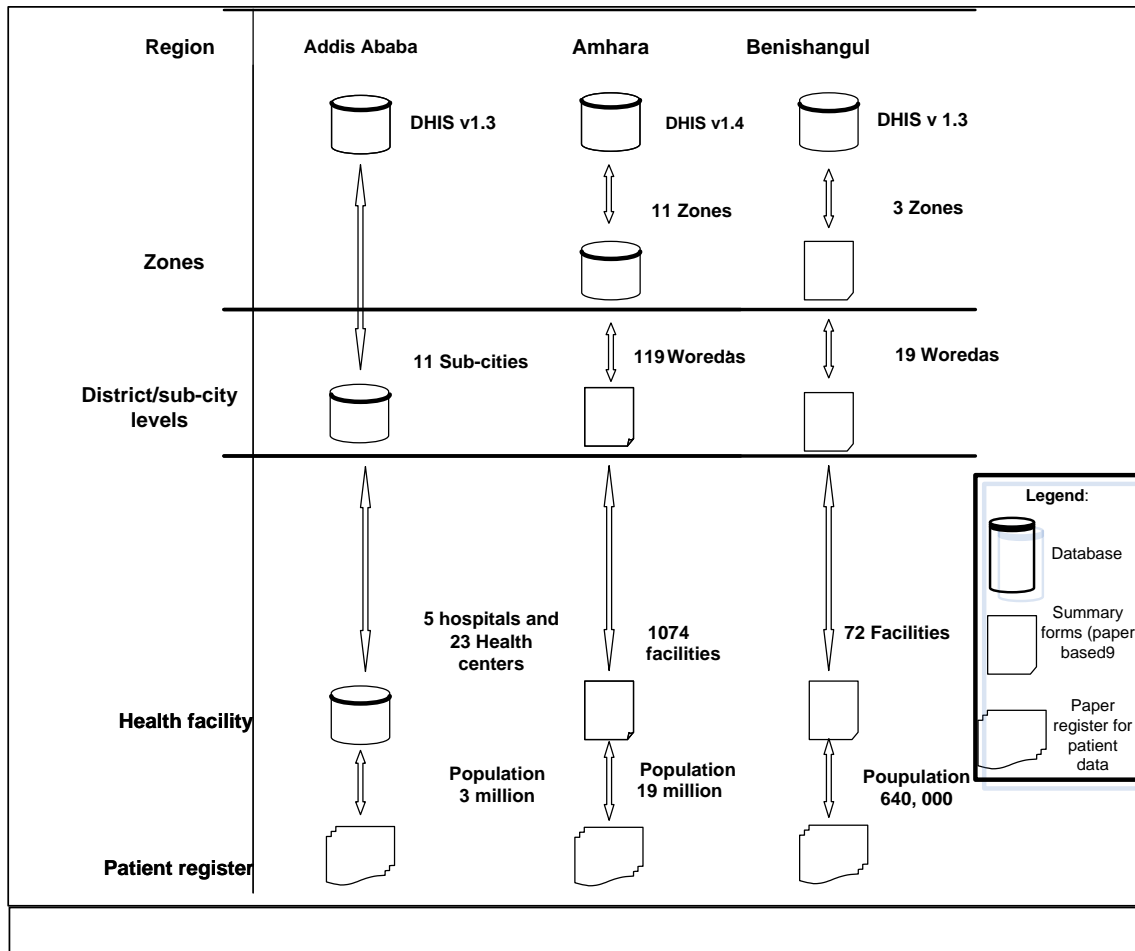 Region
Addis Ababa
Amhara
Benishangul
DHIS v1.3
DHIS v1.4
DHIS v 1.3
11 Zones
3 Zones
Zones
11 Sub-cities
119 Woredas
19 Woredas
District/sub-city
levels
Legend:
Database
Summary
forms (paper
based9
Paper
register for
patient
data
5 hospitals and
23 Health
centers
1074
facilities
72 Facilities
Health facility
Population
3 million
Population
19 million
Poupulation
640, 000
Patient register